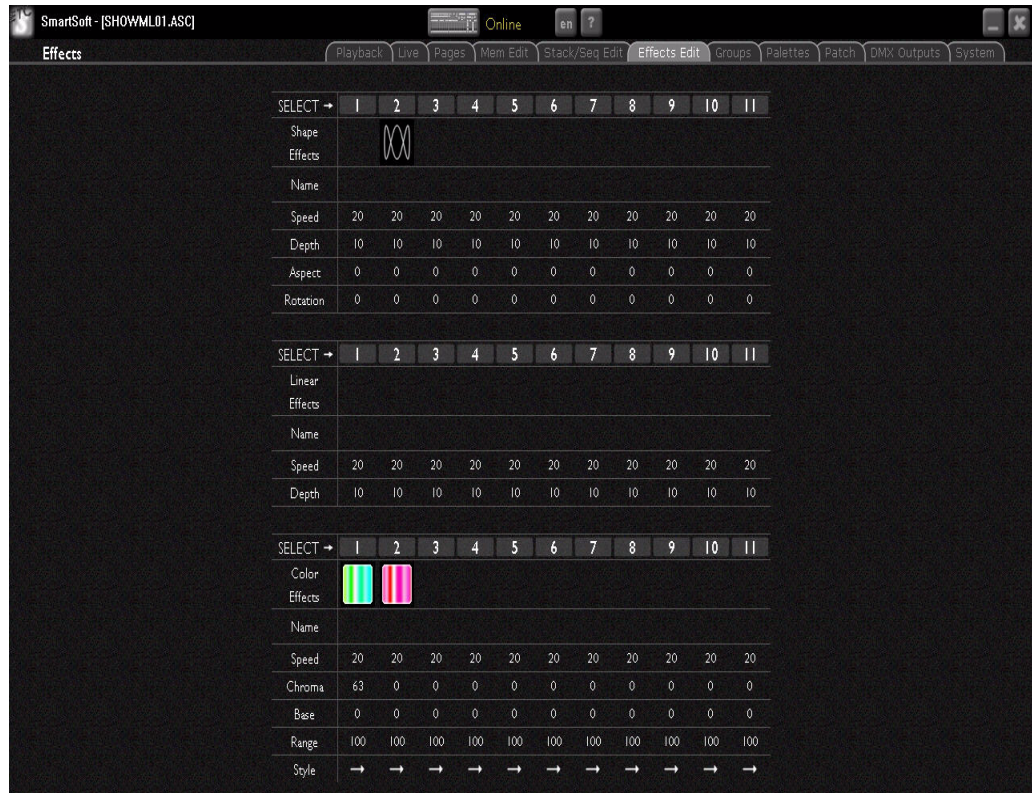 SmartSoft - [SHOWML01.ASC] Online en ?
Effects Playback Live Pages Mem Edit Stack/Seq Edit Effects Edit Groups Palettes Patch DMX Outputs System
SELECT → 1 2 3 4 5 6 7 8 9 10 11
Shape
Effects
Name
Speed 20 20 20 20 20 20 20 20 20 20 20
Depth 10 10 10 10 10 10 10 10 10 10 10
Aspect 0 0 0 0 0 0 0 0 0 0 0
Rotation 0 0 0 0 0 0 0 0 0 0 0
SELECT → 1 2 3 4 5 6 7 8 9 10 11
Linear
Effects
Name
Speed 20 20 20 20 20 20 20 20 20 20 20
Depth 10 10 10 10 10 10 10 10 10 10 10
SELECT → 1 2 3 4 5 6 7 8 9 10 11
Color
Effects
Name
Speed 20 20 20 20 20 20 20 20 20 20 20
Chroma 63 0 0 0 0 0 0 0 0 0 0
Base 0 0 0 0 0 0 0 0 0 0 0
Range 100 100 100 100 100 100 100 100 100 100 100
Style → → → → → → → → → → →